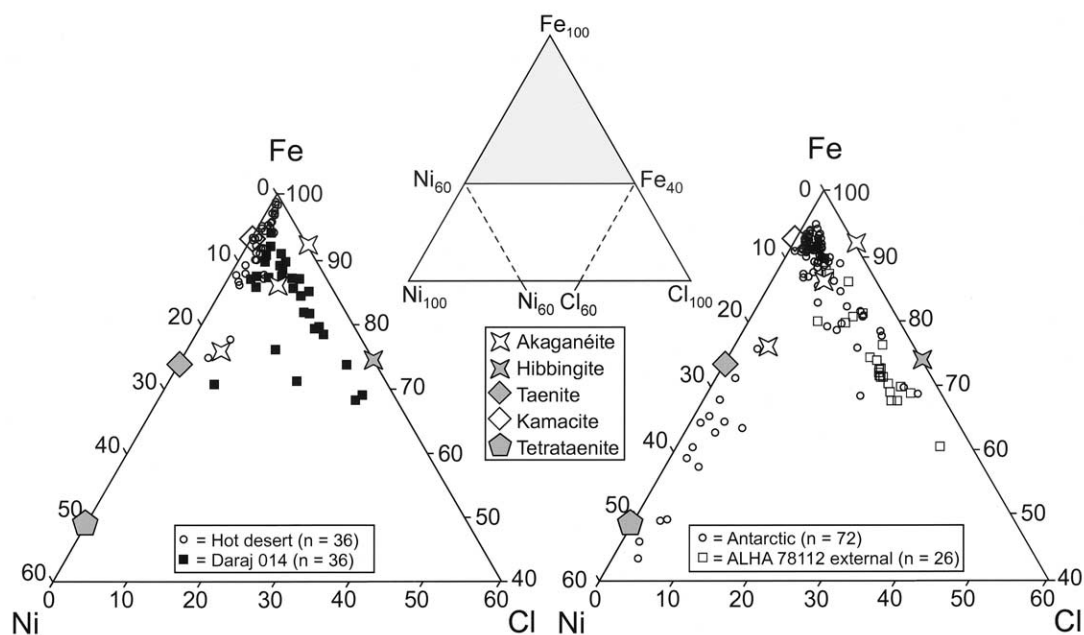 Fe₁₀₀
Ni₆₀ Fe₄₀
Ni₁₀₀ Ni₆₀ Cl₆₀ Cl₁₀₀
Akaganéite
Hibbingite
Taenite
Kamacite
Tetrataenite
Fe
0 100
10 90
20 80
30 70
40 60
50 50
60 40
0 10 20 30 40 50 60
Ni Cl
= Hot desert (n = 36)
= Daraj 014 (n = 36)
Fe
0 100
10 90
20 80
30 70
40 60
50 50
60 40
0 10 20 30 40 50 60
Ni Cl
= Antarctic (n = 72)
= ALHA 78112 external (n = 26)